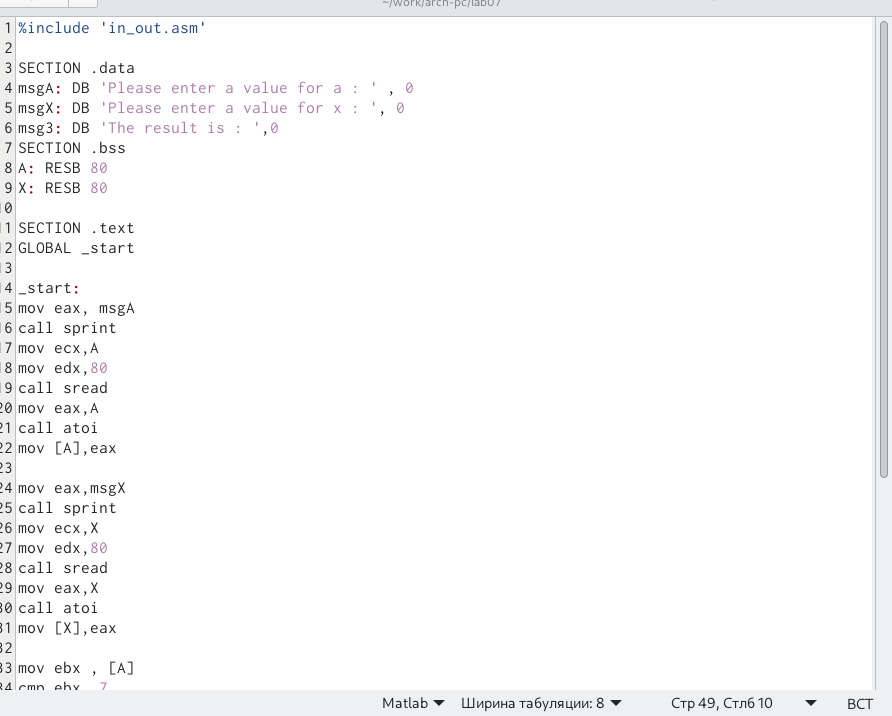 ~/work/arch-pc/lab07
1 %include 'in_out.asm'
2
3 SECTION .data
4 msgA: DB 'Please enter a value for a : ' , 0
5 msgX: DB 'Please enter a value for x : ', 0
6 msg3: DB 'The result is : ',0
7 SECTION .bss
8 A: RESB 80
9 X: RESB 80
10
11 SECTION .text
12 GLOBAL _start
13
14 _start:
15 mov eax, msgA
16 call sprint
17 mov ecx,A
18 mov edx,80
19 call sread
20 mov eax,A
21 call atoi
22 mov [A],eax
23
24 mov eax,msgX
25 call sprint
26 mov ecx,X
27 mov edx,80
28 call sread
29 mov eax,X
30 call atoi
31 mov [X],eax
32
33 mov ebx , [A]
34 cmp ebx, 7
Matlab Ширина табуляции: 8 Стр 49, Стлб 10 ВСТ